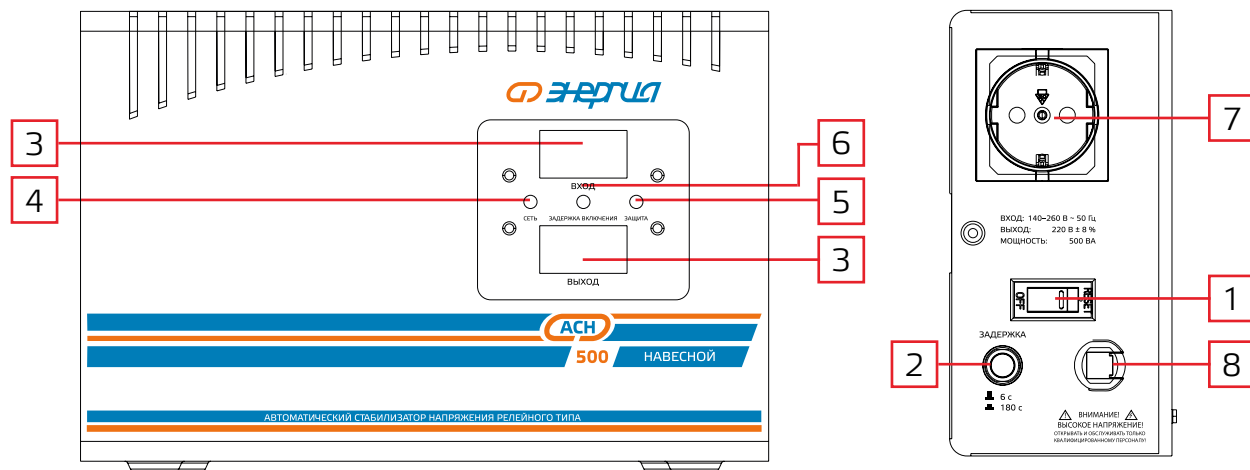 ЭНЕРГИЯ
3
ВХОД
6
4
СЕТЬ
ЗАДЕРЖКА ВКЛЮЧЕНИЯ
ЗАЩИТА
5
3
ВЫХОД
АСН
500
НАВЕСНОЙ
АВТОМАТИЧЕСКИЙ СТАБИЛИЗАТОР НАПРЯЖЕНИЯ РЕЛЕЙНОГО ТИПА
7
ВХОД: 140–260 В ~ 50 Гц
ВЫХОД: 220 В ± 8 %
МОЩНОСТЬ: 500 ВА
OFF
RESET
1
ЗАДЕРЖКА
2
8
6 с
180 с
ВНИМАНИЕ!
ВЫСОКОЕ НАПРЯЖЕНИЕ!
ОТКРЫВАТЬ И ОБСЛУЖИВАТЬ ТОЛЬКО
КВАЛИФИЦИРОВАННОМУ ПЕРСОНАЛУ!